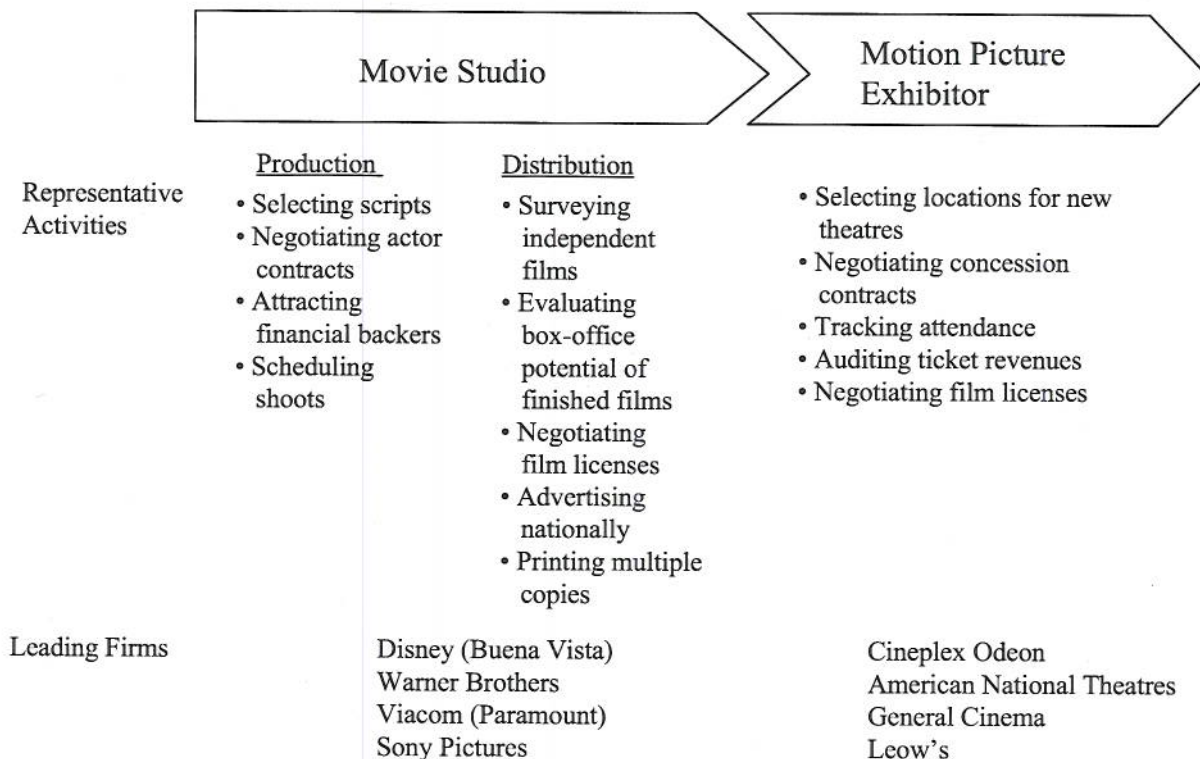 Movie Studio
Motion Picture
Exhibitor
Representative
Activities
Production
• Selecting scripts
• Negotiating actor
contracts
• Attracting
financial backers
• Scheduling
shoots
Distribution
• Surveying
independent
films
• Evaluating
box-office
potential of
finished films
• Negotiating
film licenses
• Advertising
nationally
• Printing multiple
copies
• Selecting locations for new
theatres
• Negotiating concession
contracts
• Tracking attendance
• Auditing ticket revenues
• Negotiating film licenses
Leading Firms
Disney (Buena Vista)
Warner Brothers
Viacom (Paramount)
Sony Pictures
Cineplex Odeon
American National Theatres
General Cinema
Leow's